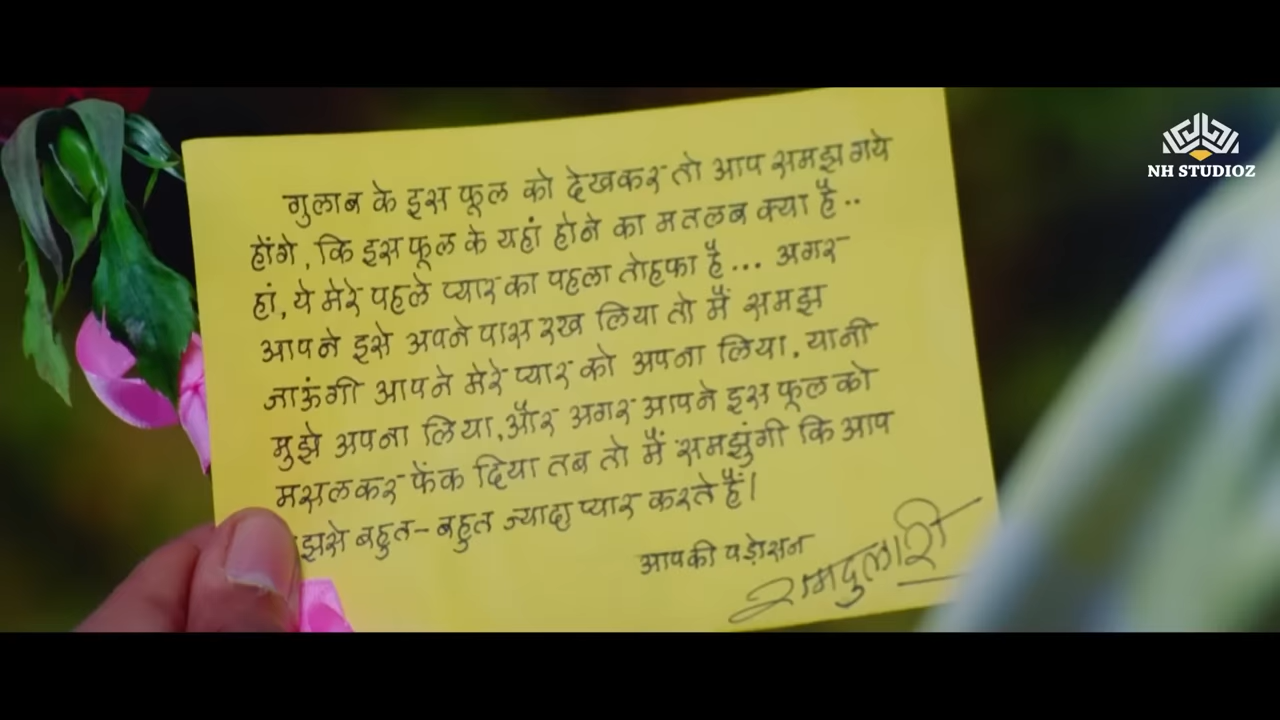 NH STUDIOZ
गुलाब के इस फूल को देखकर तो आप समझ गये
होंगे, कि इस फूल के यहां होने का मतलब क्या है..
हां, ये मेरे पहले प्यार का पहला तोहफा है... अगर
आपने इसे अपने पास रख लिया तो मैं समझ
जाऊंगी आपने मेरे प्यार को अपना लिया, यानी
मुझे अपना लिया, और अगर आपने इस फूल को
मसलकर फेंक दिया तब तो मैं समझुंगी कि आप
झसे बहुत-बहुत ज्यादा प्यार करते हैं।
आपकी पड़ोसन
रामदुलारी